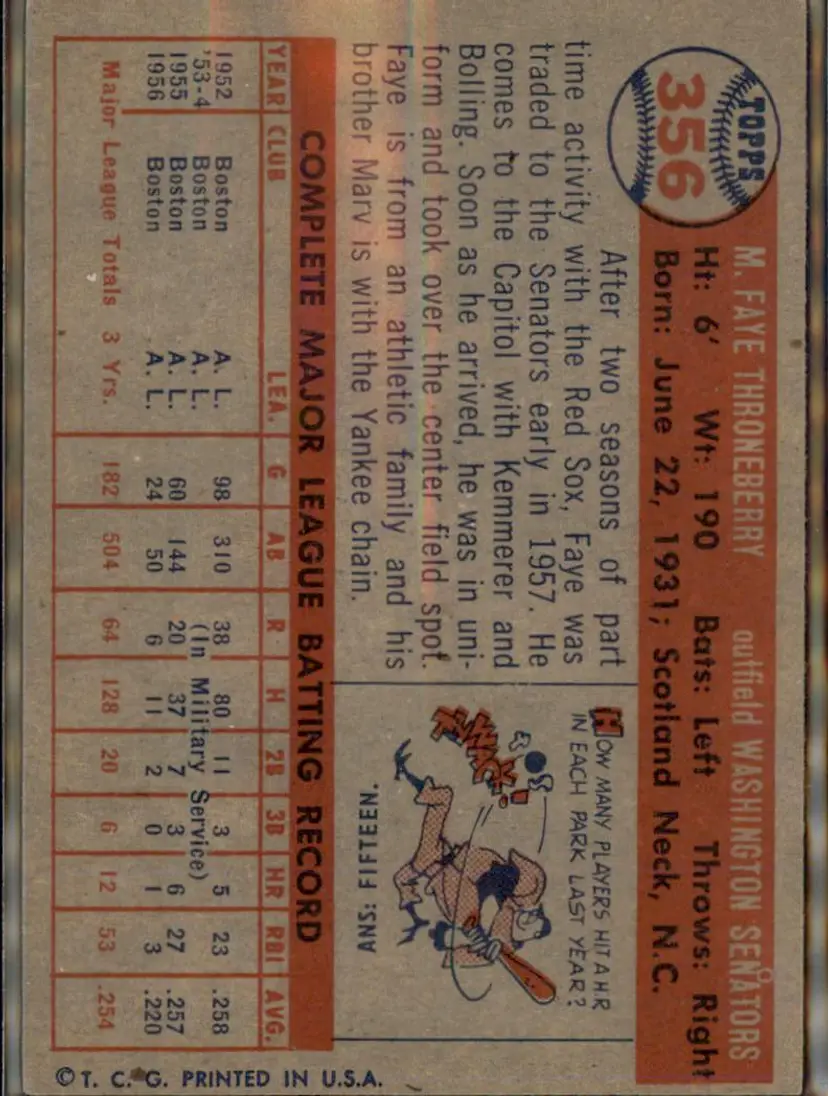 TOPPS
356
M. FAYE THRONEBERRY outfield WASHINGTON SENATORS
Ht: 6' Wt: 190 Bats: Left Throws: Right
Born: June 22, 1931; Scotland Neck, N.C.
After two seasons of part
time activity with the Red Sox, Faye was
traded to the Senators early in 1957. He
comes to the Capitol with Kemmerer and
Bolling. Soon as he arrived, he was in uni-
form and took over the center field spot.
Faye is from an athletic family and his
brother Marv is with the Yankee chain.
HOW MANY PLAYERS HIT A H.R
IN EACH PARK LAST YEAR?
KWACK!
ANS: FIFTEEN.
COMPLETE MAJOR LEAGUE BATTING RECORD
YEAR CLUB LEA. G AB R H 2B 3B HR RBI AVG.
1952 Boston A. L. 98 310 38 80 11 3 5 23 .258
'53-4 Boston A. L. (In Military Service)
1955 Boston A. L. 60 144 20 37 7 3 6 27 .257
1956 Boston A. L. 24 50 6 11 2 0 1 3 .220
Major League Totals 3 Yrs. 182 504 64 128 20 6 12 53 .254
© T. C. G. PRINTED IN U.S.A.